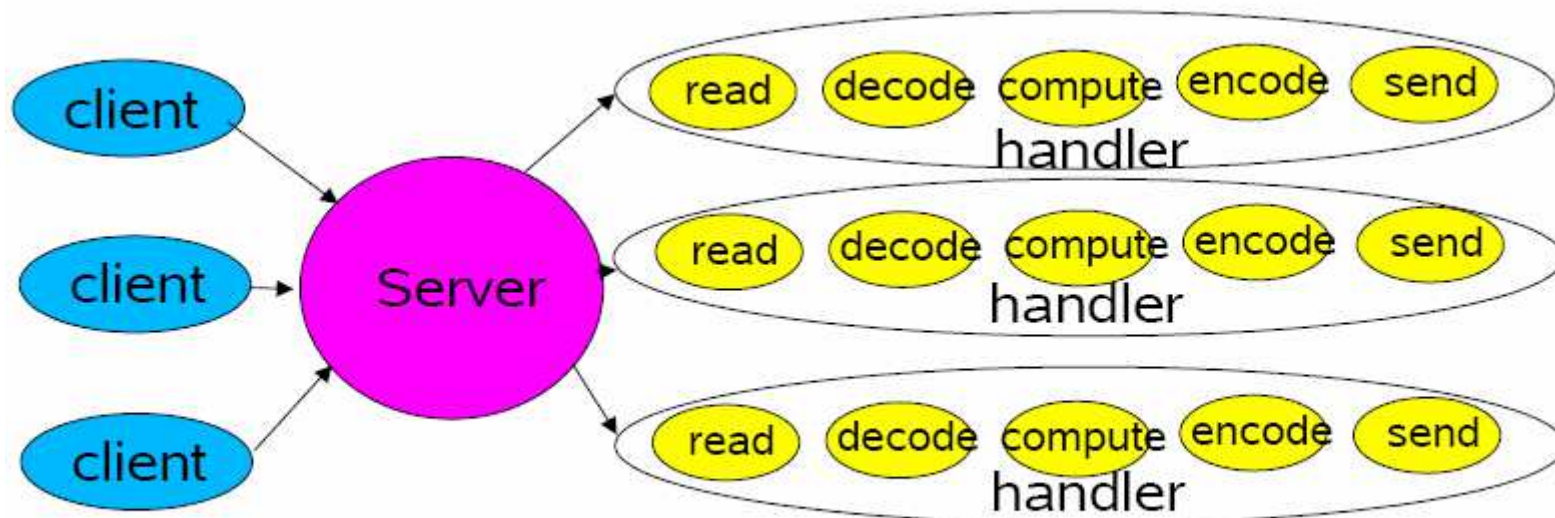 client
client
client
Server
read decode compute encode send
handler
read decode compute encode send
handler
read decode compute encode send
handler